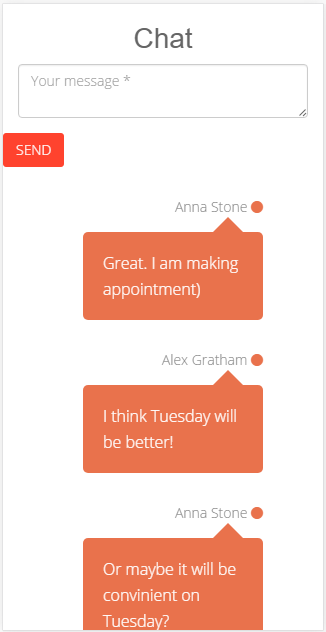 Chat
Your message *
SEND
Anna Stone
Great. I am making
appointment)
Alex Gratham
I think Tuesday will
be better!
Anna Stone
Or maybe it will be
convinient on
Tuesday?